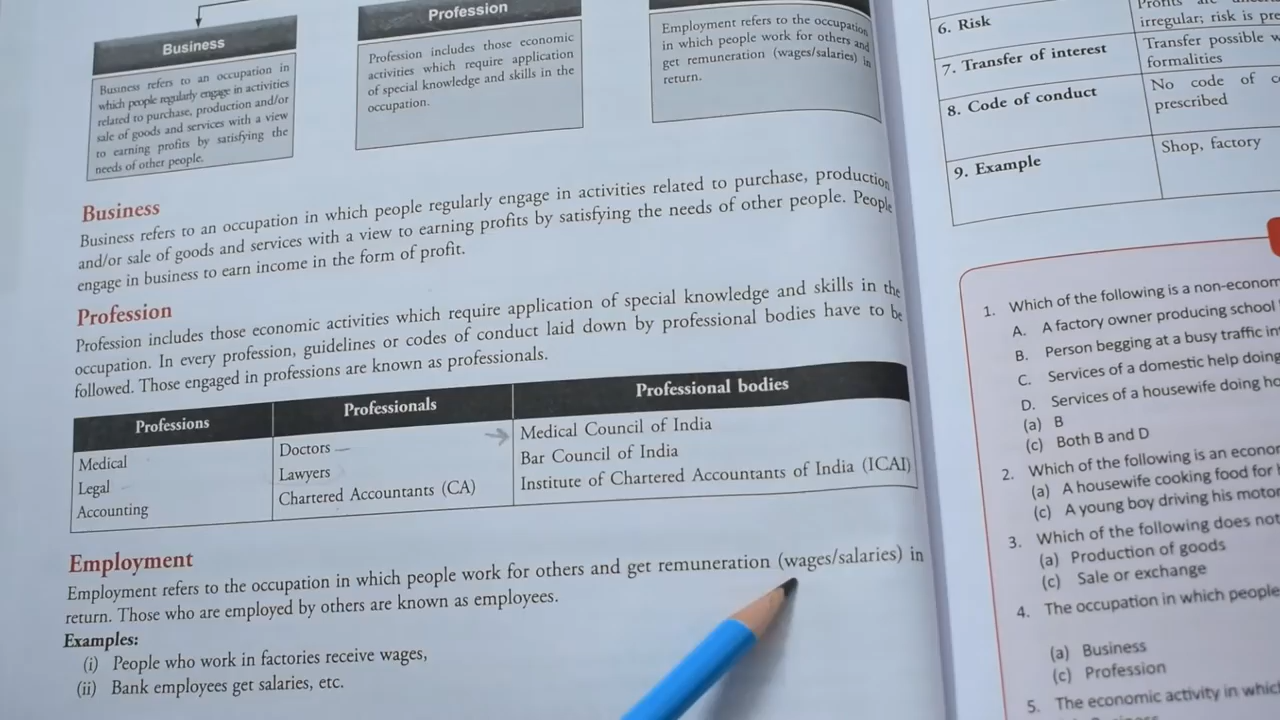 Business
Business refers to an occupation in
which people regularly engage in activities
related to purchase, production and/or
sale of goods and services with a view
to earning profits by satisfying the
needs of other people.
Profession
Profession includes those economic
activities which require application
of special knowledge and skills in the
occupation.
Employment refers to the occupation
in which people work for others and
get remuneration (wages/salaries) in
return.
Business
Business refers to an occupation in which people regularly engage in activities related to purchase, production
and/or sale of goods and services with a view to earning profits by satisfying the needs of other people. People
engage in business to earn income in the form of profit.
Profession
Profession includes those economic activities which require application of special knowledge and skills in the
occupation. In every profession, guidelines or codes of conduct laid down by professional bodies have to be
followed. Those engaged in professions are known as professionals.
Professions Professionals Professional bodies
Medical Doctors Medical Council of India
Legal Lawyers Bar Council of India
Accounting Chartered Accountants (CA) Institute of Chartered Accountants of India (ICAI)
Employment
Employment refers to the occupation in which people work for others and get remuneration (wages/salaries) in
return. Those who are employed by others are known as employees.
Examples:
(i) People who work in factories receive wages,
(ii) Bank employees get salaries, etc.
6. Risk
irregular; risk is
7. Transfer of interest Transfer possible
formalities
8. Code of conduct No code of
prescribed
9. Example Shop, factory
1. Which of the following is a
A. A factory owner producing school
B. Person begging at a busy traffic
C. Services of a domestic help doing
D. Services of a housewife doing
(a) B
(c) Both B and D
2. Which of the following is an
(a) A housewife cooking food for
(c) A young boy driving his
3. Which of the following does not
(a) Production of goods
(c) Sale or exchange
4. The occupation in which people
(a) Business
(c) Profession
5. The economic activity in